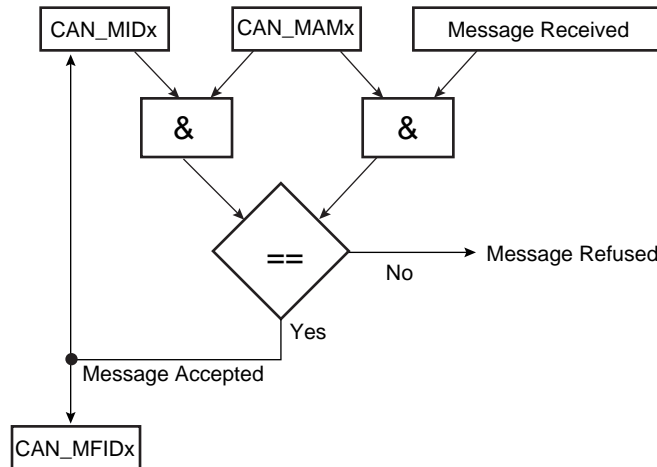 CAN_MIDx
CAN_MAMx
Message Received
&
&
==
No
Message Refused
Yes
Message Accepted
CAN_MFIDx